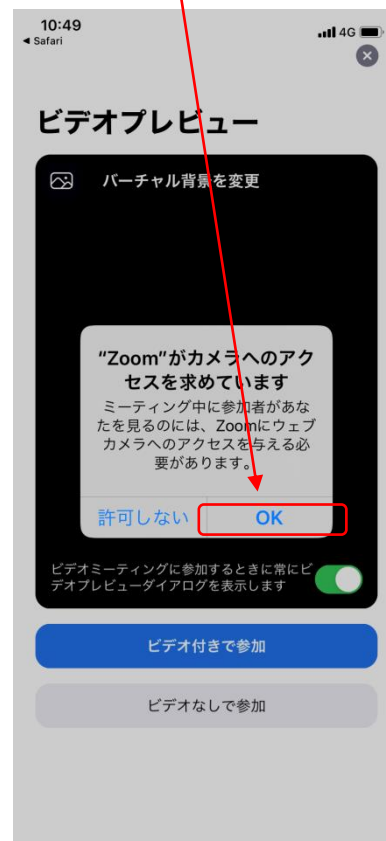 10:49
4G
◀ Safari
ビデオプレビュー
バーチャル背景を変更
“Zoom”がカメラへのアク
セスを求めています
ミーティング中に参加者があな
たを見るのには、Zoomにウェブ
カメラへのアクセスを与える必
要があります。
許可しない OK
ビデオミーティングに参加するときに常にビ
デオプレビューダイアログを表示します
ビデオ付きで参加
ビデオなしで参加